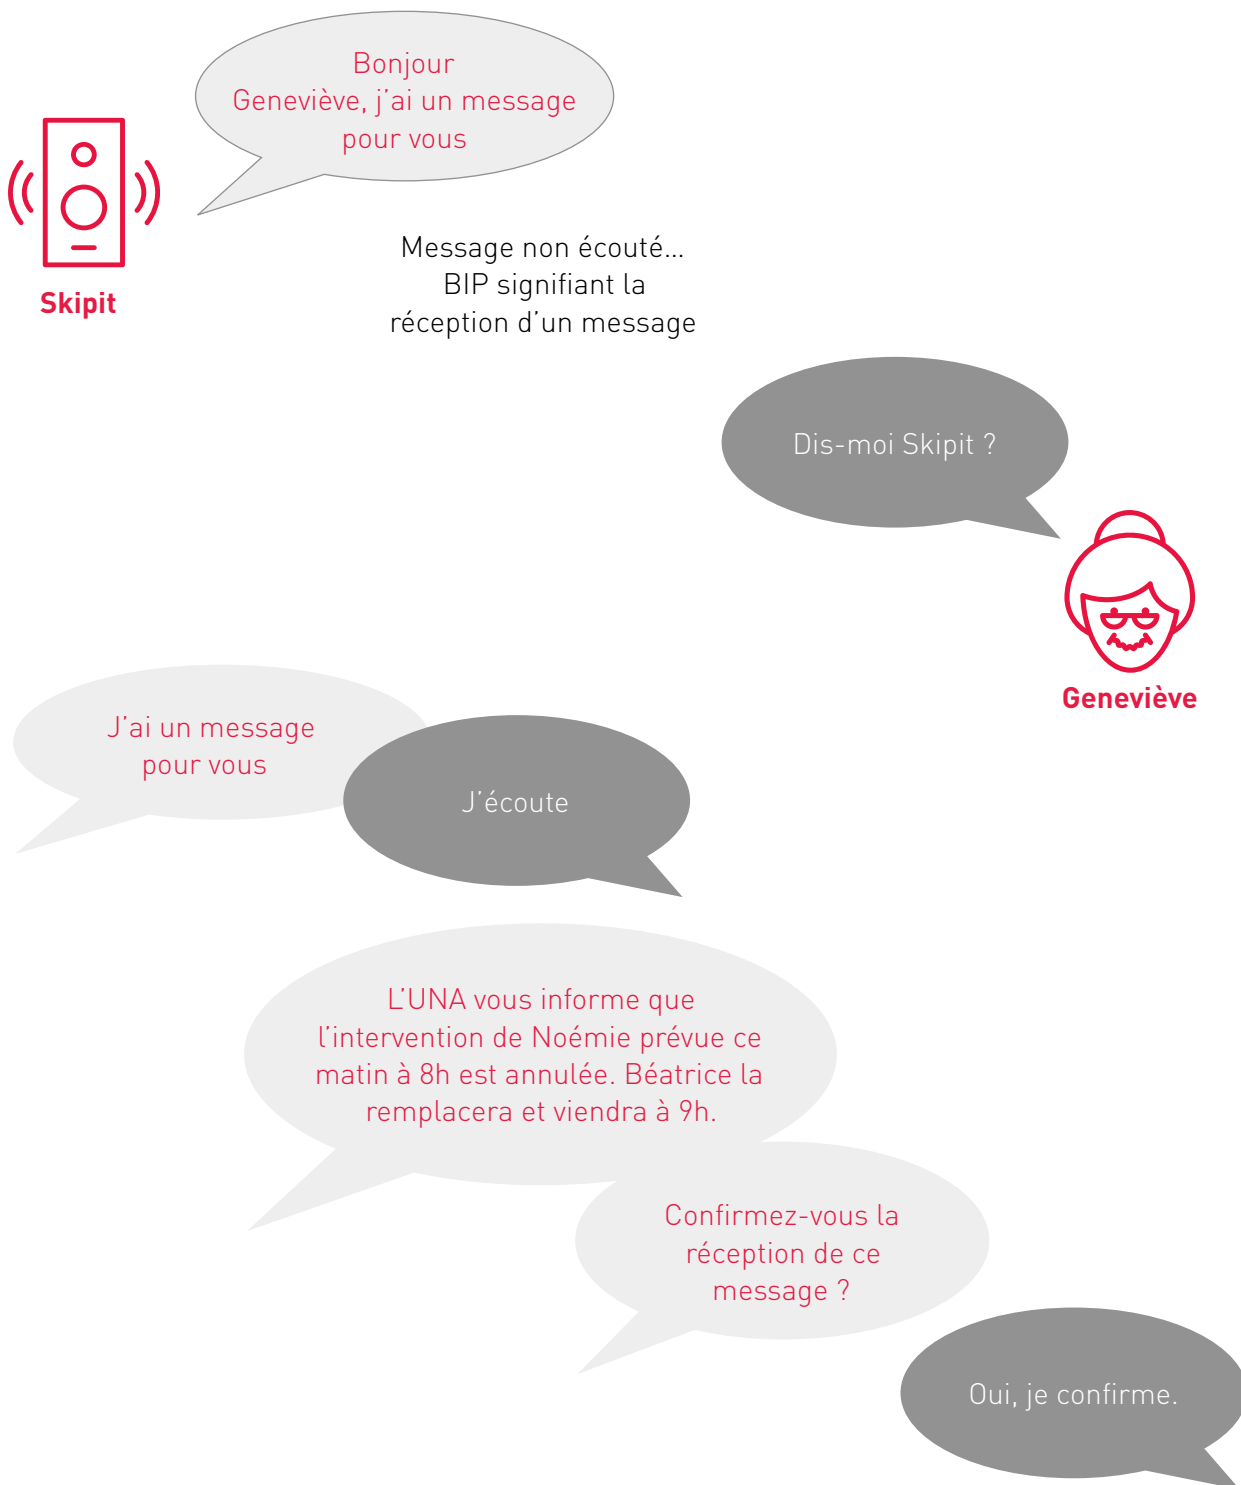 Bonjour
Geneviève, j'ai un message
pour vous
Skipit
Message non écouté...
BIP signifiant la
réception d'un message
Dis-moi Skipit ?
Geneviève
J'ai un message
pour vous
J'écoute
L'UNA vous informe que
l'intervention de Noémie prévue ce
matin à 8h est annulée. Béatrice la
remplacera et viendra à 9h.
Confirmez-vous la
réception de ce
message ?
Oui, je confirme.